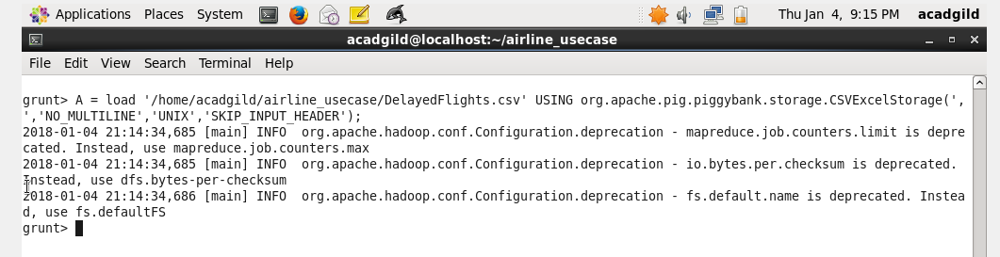 Applications Places System Thu Jan 4, 9:15 PM acadgild
acadgild@localhost:~/airline_usecase
File Edit View Search Terminal Help
grunt> A = load '/home/acadgild/airline_usecase/DelayedFlights.csv' USING org.apache.pig.piggybank.storage.CSVExcelStorage(',
','NO_MULTILINE','UNIX','SKIP_INPUT_HEADER');
2018-01-04 21:14:34,685 [main] INFO  org.apache.hadoop.conf.Configuration.deprecation - mapreduce.job.counters.limit is depre
cated. Instead, use mapreduce.job.counters.max
2018-01-04 21:14:34,685 [main] INFO  org.apache.hadoop.conf.Configuration.deprecation - io.bytes.per.checksum is deprecated.
Instead, use dfs.bytes-per-checksum
2018-01-04 21:14:34,686 [main] INFO  org.apache.hadoop.conf.Configuration.deprecation - fs.default.name is deprecated. Instea
d, use fs.defaultFS
grunt>